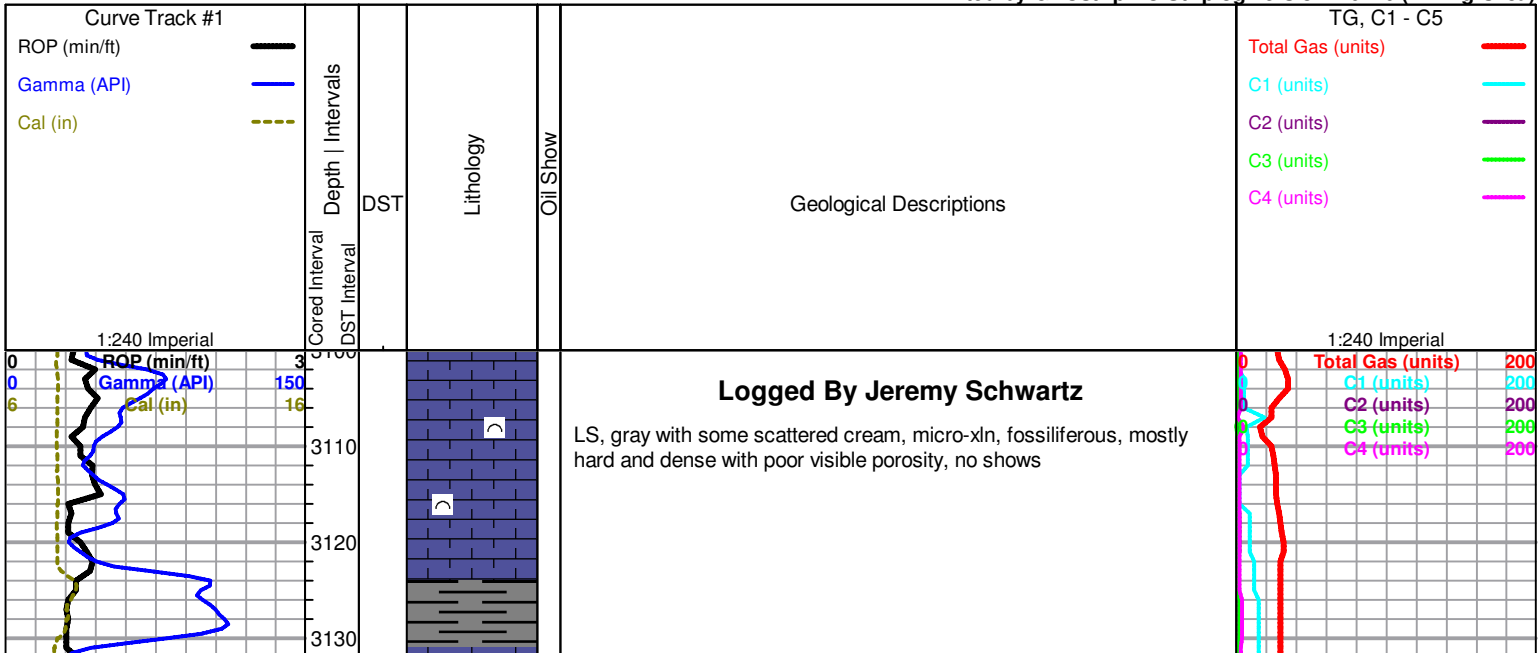 Curve Track #1
ROP (min/ft)
Gamma (API)
Cal (in)
1:240 Imperial
Cored Interval
DST Interval
Depth | Intervals
DST
Lithology
Oil Show
Geological Descriptions
TG, C1 - C5
Total Gas (units)
C1 (units)
C2 (units)
C3 (units)
C4 (units)
1:240 Imperial
0 ROP (min/ft) 3
0 Gamma (API) 150
6 Cal (in) 16
3100
3110
3120
3130
Logged By Jeremy Schwartz
LS, gray with some scattered cream, micro-xln, fossiliferous, mostly
hard and dense with poor visible porosity, no shows
0 Total Gas (units) 200
0 C1 (units) 200
0 C2 (units) 200
0 C3 (units) 200
0 C4 (units) 200